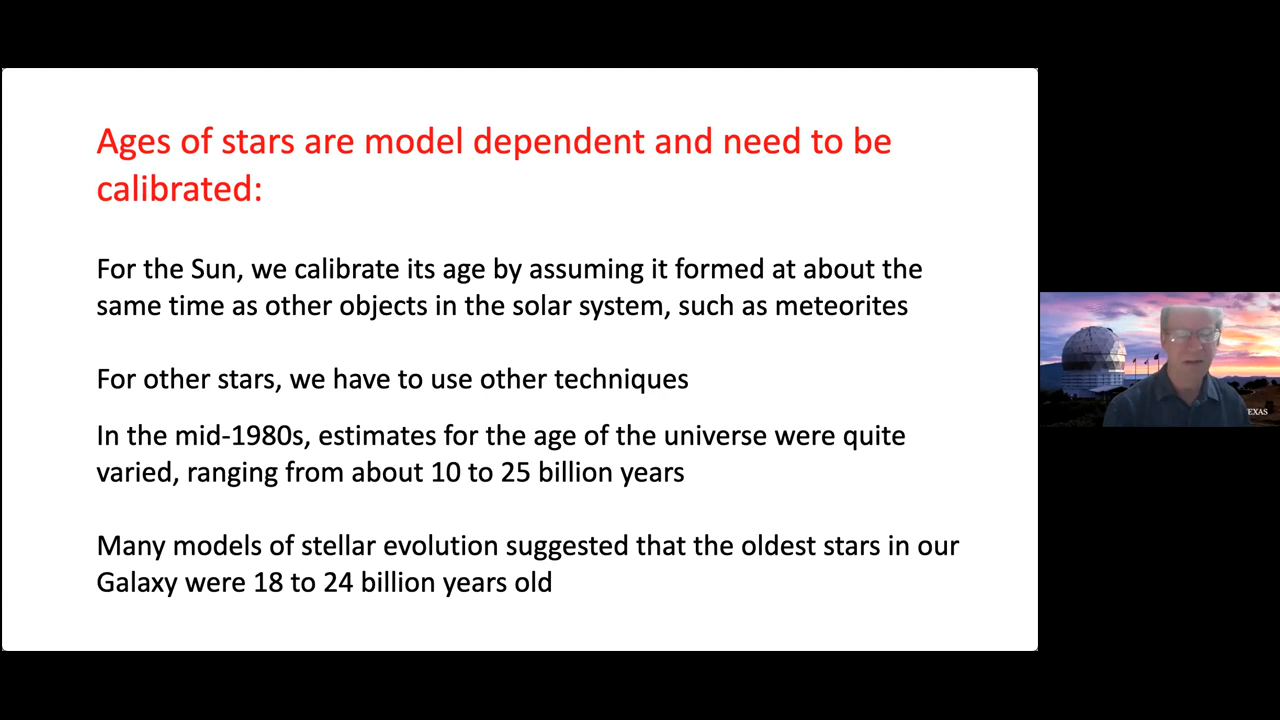 Ages of stars are model dependent and need to be
calibrated:
For the Sun, we calibrate its age by assuming it formed at about the
same time as other objects in the solar system, such as meteorites
For other stars, we have to use other techniques
In the mid-1980s, estimates for the age of the universe were quite
varied, ranging from about 10 to 25 billion years
Many models of stellar evolution suggested that the oldest stars in our
Galaxy were 18 to 24 billion years old
EXAS